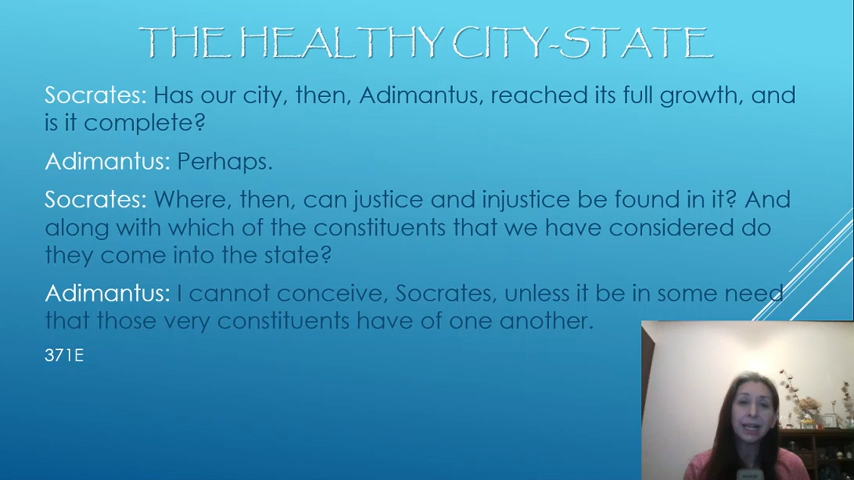 THE HEALTHY CITY-STATE
Socrates: Has our city, then, Adimantus, reached its full growth, and
is it complete?
Adimantus: Perhaps.
Socrates: Where, then, can justice and injustice be found in it? And
along with which of the constituents that we have considered do
they come into the state?
Adimantus: I cannot conceive, Socrates, unless it be in some need
that those very constituents have of one another.
371E